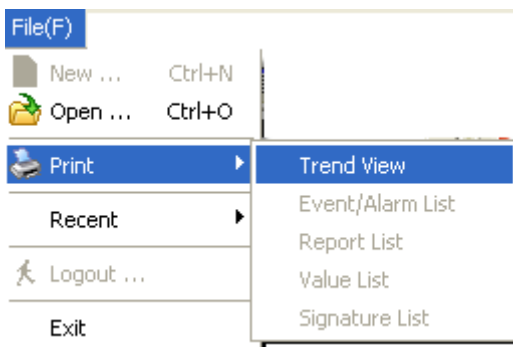 File(F)
New ... Ctrl+N
Open ... Ctrl+O
Print
Trend View
Event/Alarm List
Report List
Value List
Signature List
Recent
Logout ...
Exit